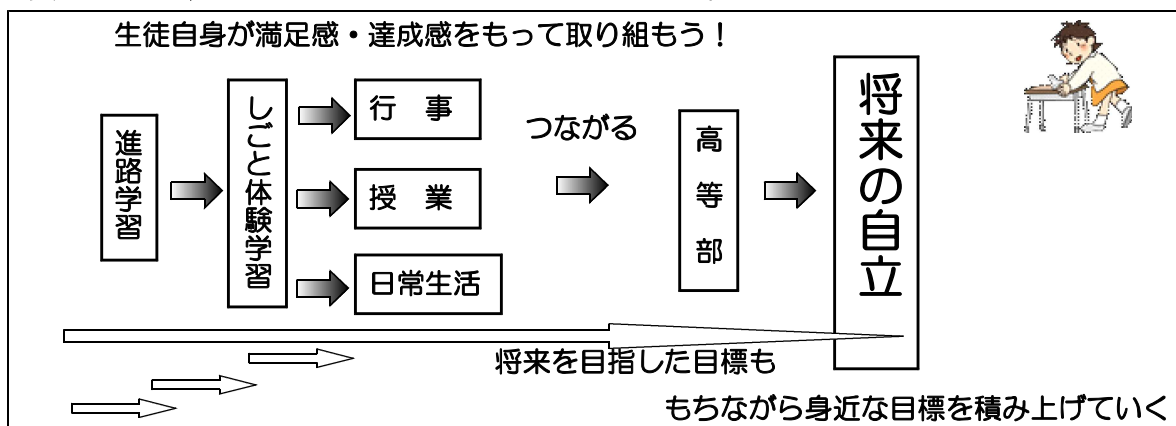 生徒自身が満足感・達成感をもって取り組もう！
進路学習
しごと体験学習
行　事
授　業
日常生活
つながる
高等部
将来の自立
将来を目指した目標も
もちながら身近な目標を積み上げていく